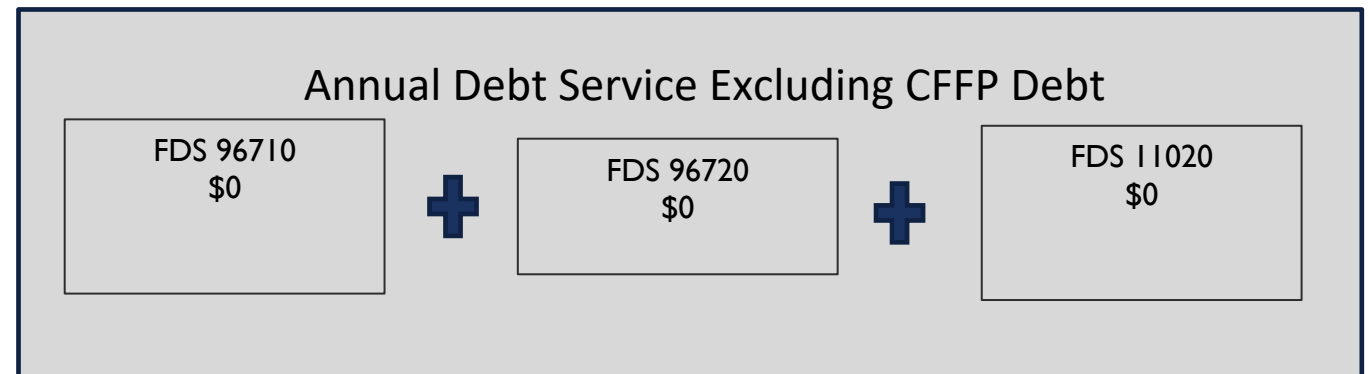 Annual Debt Service Excluding CFFP Debt
FDS 96710
$0
FDS 96720
$0
FDS 11020
$0